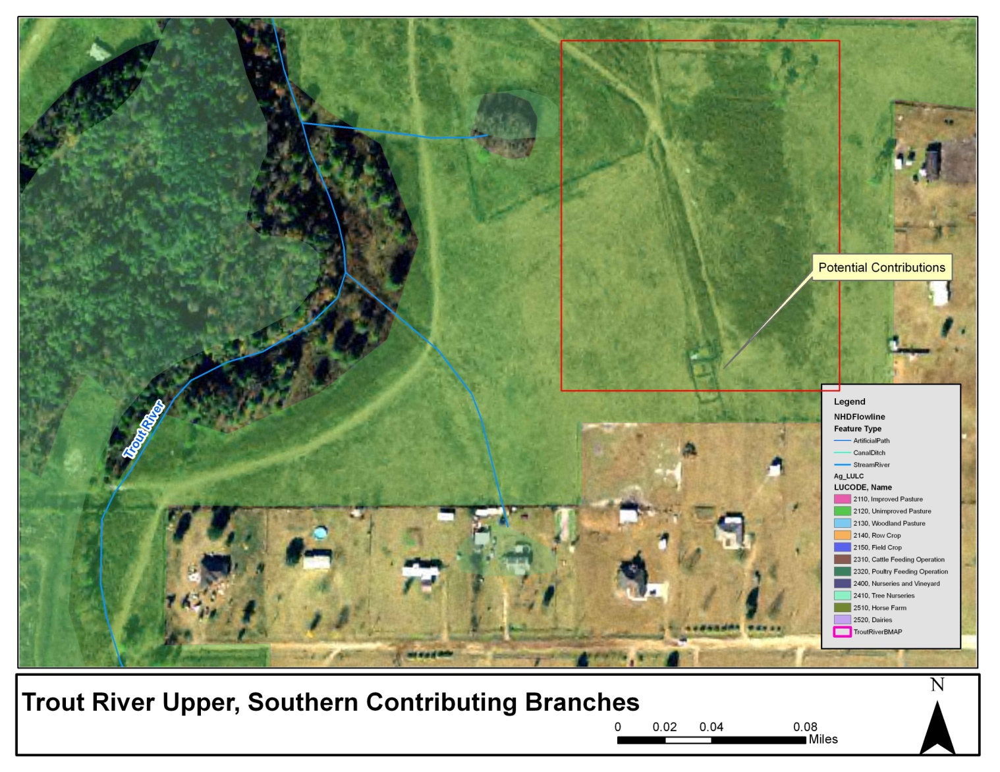 Potential Contributions
Trout River
Legend
NHDFlowline
Feature Type
ArtificialPath
CanalDitch
StreamRiver
Ag_LULC
LUCODE, Name
2110, Improved Pasture
2120, Unimproved Pasture
2130, Woodland Pasture
2140, Row Crop
2150, Field Crop
2310, Cattle Feeding Operation
2320, Poultry Feeding Operation
2400, Nurseries and Vineyard
2410, Tree Nurseries
2510, Horse Farm
2520, Dairies
TroutRiverBMAP
Trout River Upper, Southern Contributing Branches
N
0 0.02 0.04 0.08
Miles